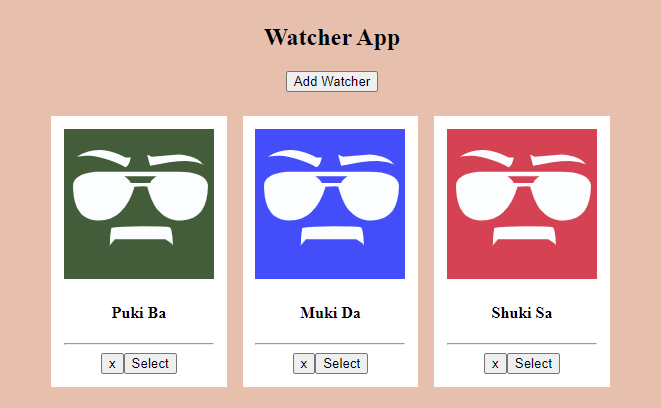 Watcher App
Add Watcher
Puki Ba
Muki Da
Shuki Sa
x Select
x Select
x Select